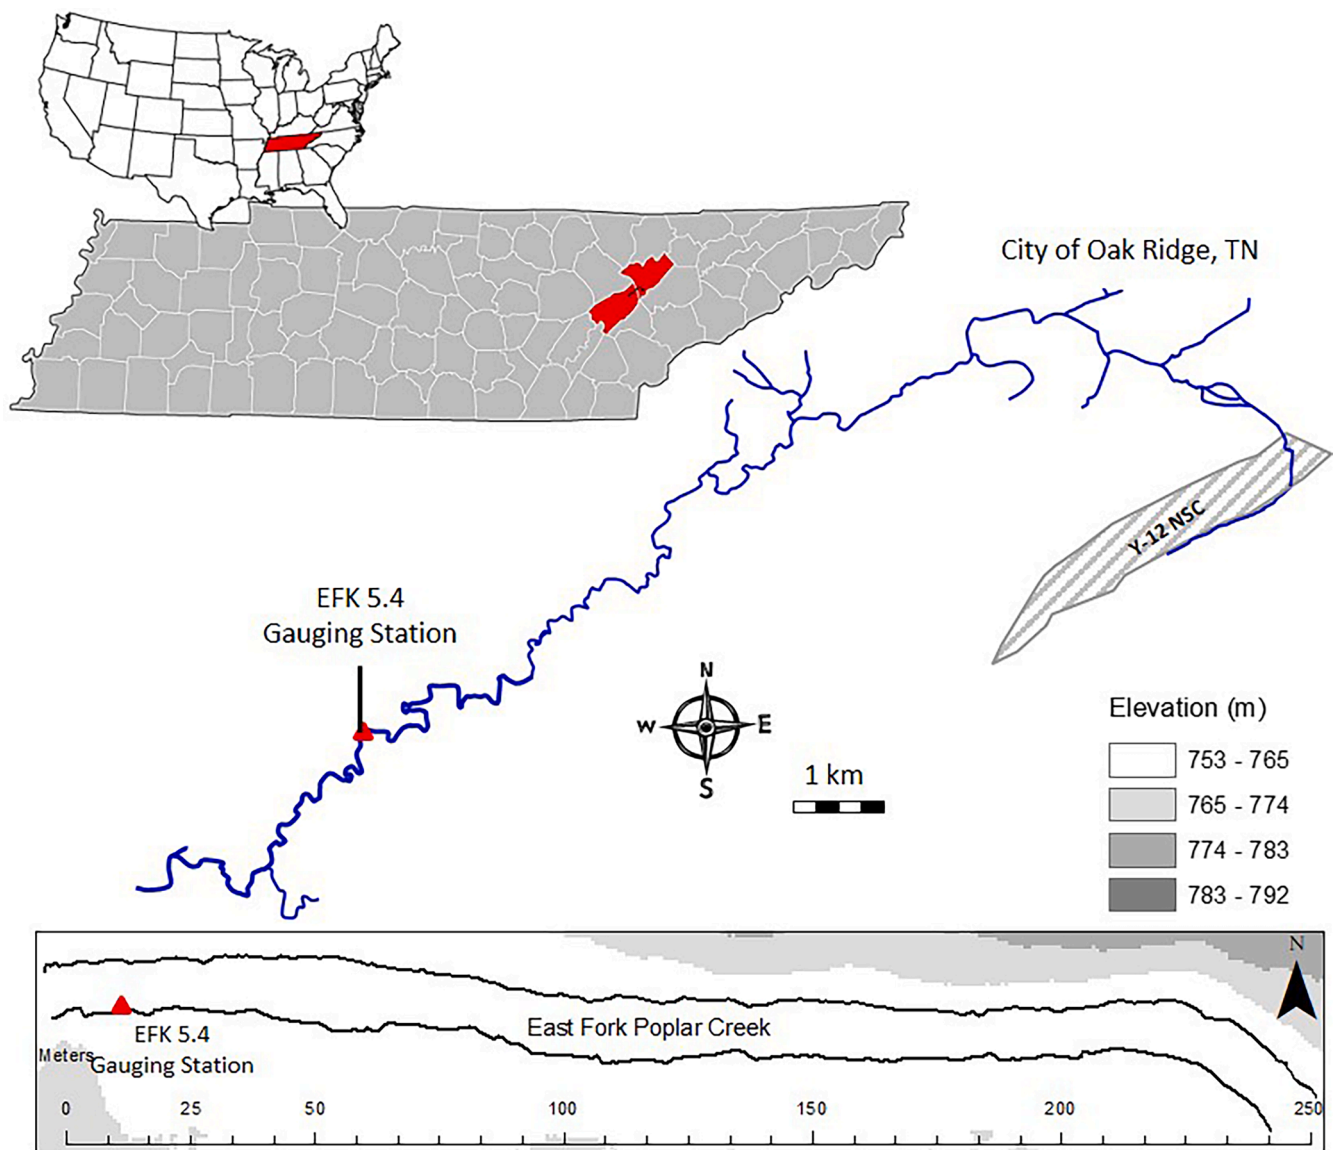 City of Oak Ridge, TN
Y-12 NSC
EFK 5.4
Gauging Station
N
W E
S
1 km
Elevation (m)
753 - 765
765 - 774
774 - 783
783 - 792
N
East Fork Poplar Creek
EFK 5.4
Gauging Station
Meters
0 25 50 100 150 200 250